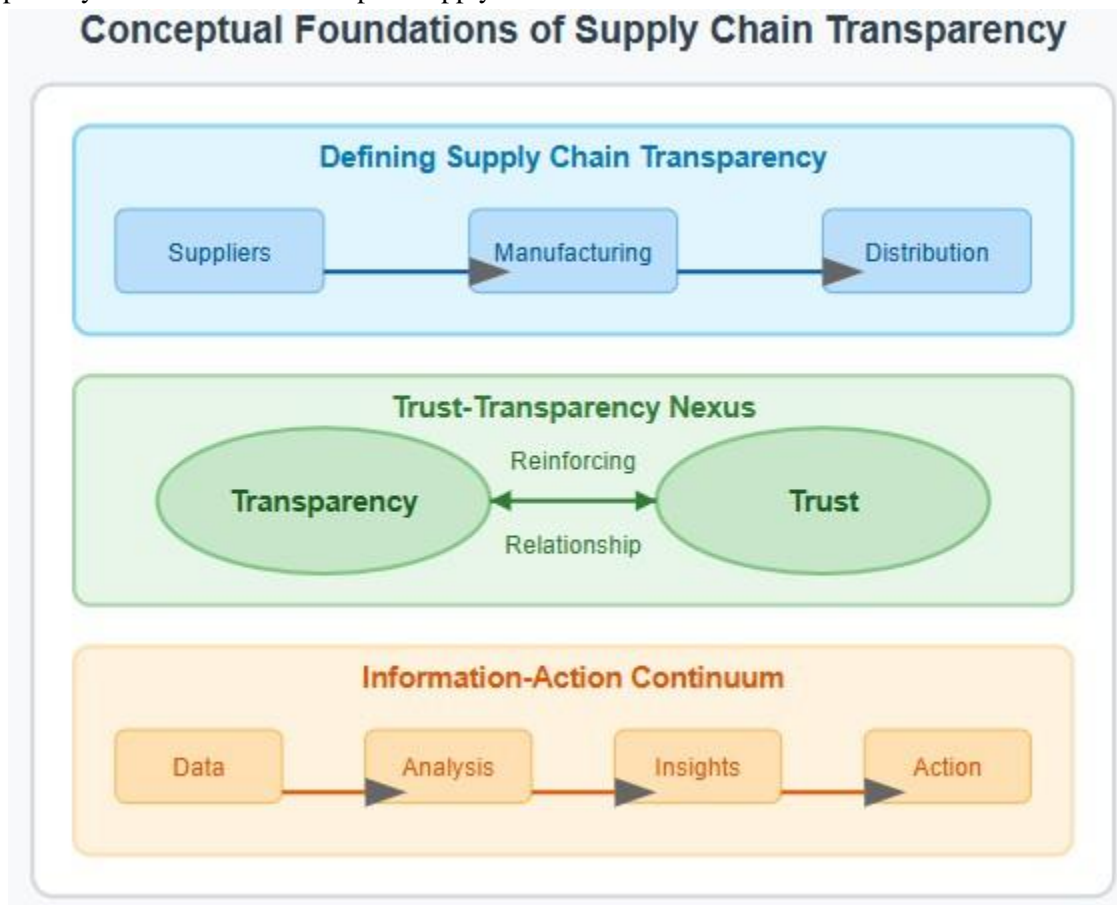 Conceptual Foundations of Supply Chain Transparency
Defining Supply Chain Transparency
Suppliers
Manufacturing
Distribution
Trust-Transparency Nexus
Transparency
Reinforcing
Relationship
Trust
Information-Action Continuum
Data
Analysis
Insights
Action